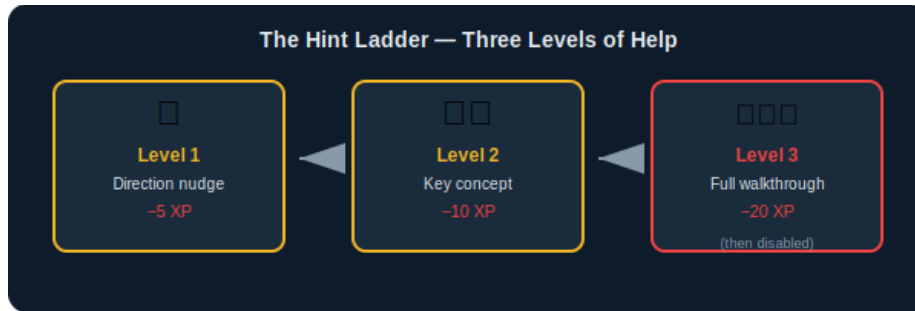 The Hint Ladder — Three Levels of Help
Level 1
Direction nudge
−5 XP
Level 2
Key concept
−10 XP
Level 3
Full walkthrough
−20 XP
(then disabled)